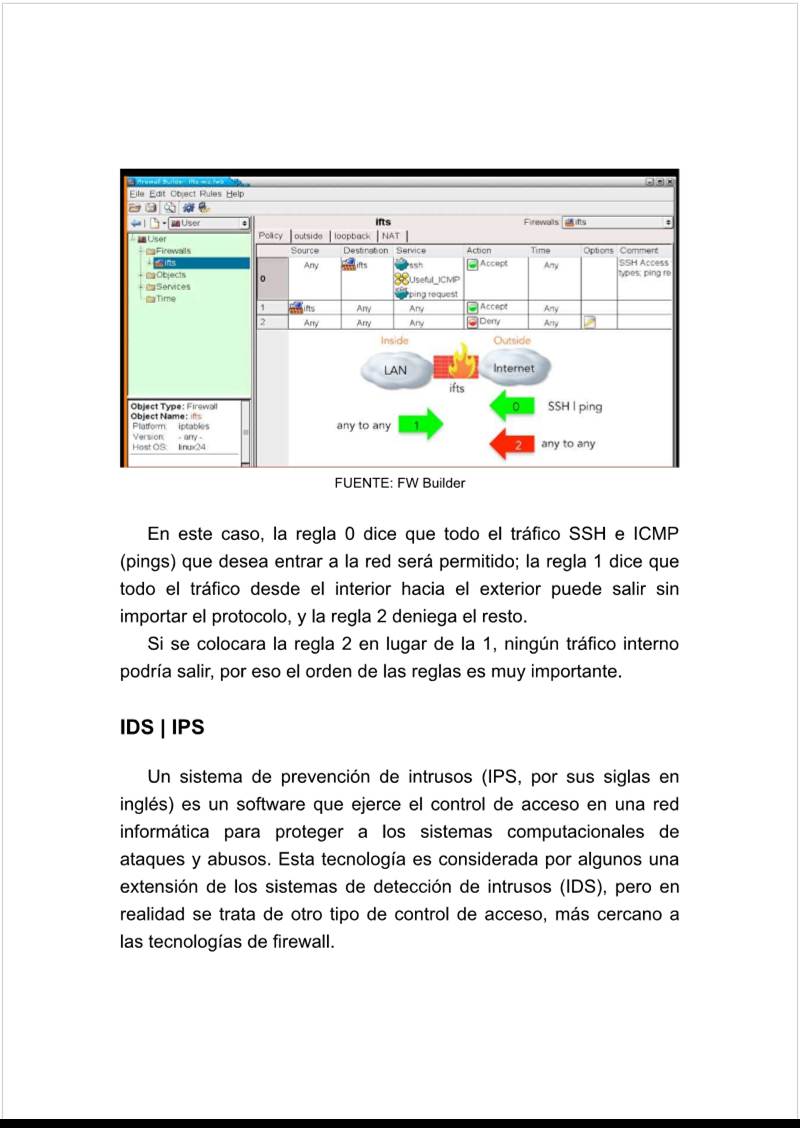 Firewall Builder ifts-ws.fwb
File Edit Object Rules Help
User
ifts
Firewalls ifts
User
Firewalls
ifts
Objects
Services
Time
Policy outside loopback NAT
Source Destination Service Action Time Options Comment
0 Any ifts ssh Accept Any SSH Access
Useful_ICMP types; ping re
ping request
1 ifts Any Any Accept Any
2 Any Any Any Deny Any
Inside Outside
LAN Internet
ifts
0 SSH | ping
any to any 1
2 any to any
Object Type: Firewall
Object Name: ifts
Platform: iptables
Version: - any -
Host OS: linux24
FUENTE: FW Builder
En este caso, la regla 0 dice que todo el tráfico SSH e ICMP
(pings) que desea entrar a la red será permitido; la regla 1 dice que
todo el tráfico desde el interior hacia el exterior puede salir sin
importar el protocolo, y la regla 2 deniega el resto.
Si se colocara la regla 2 en lugar de la 1, ningún tráfico interno
podría salir, por eso el orden de las reglas es muy importante.
IDS | IPS
Un sistema de prevención de intrusos (IPS, por sus siglas en
inglés) es un software que ejerce el control de acceso en una red
informática para proteger a los sistemas computacionales de
ataques y abusos. Esta tecnología es considerada por algunos una
extensión de los sistemas de detección de intrusos (IDS), pero en
realidad se trata de otro tipo de control de acceso, más cercano a
las tecnologías de firewall.